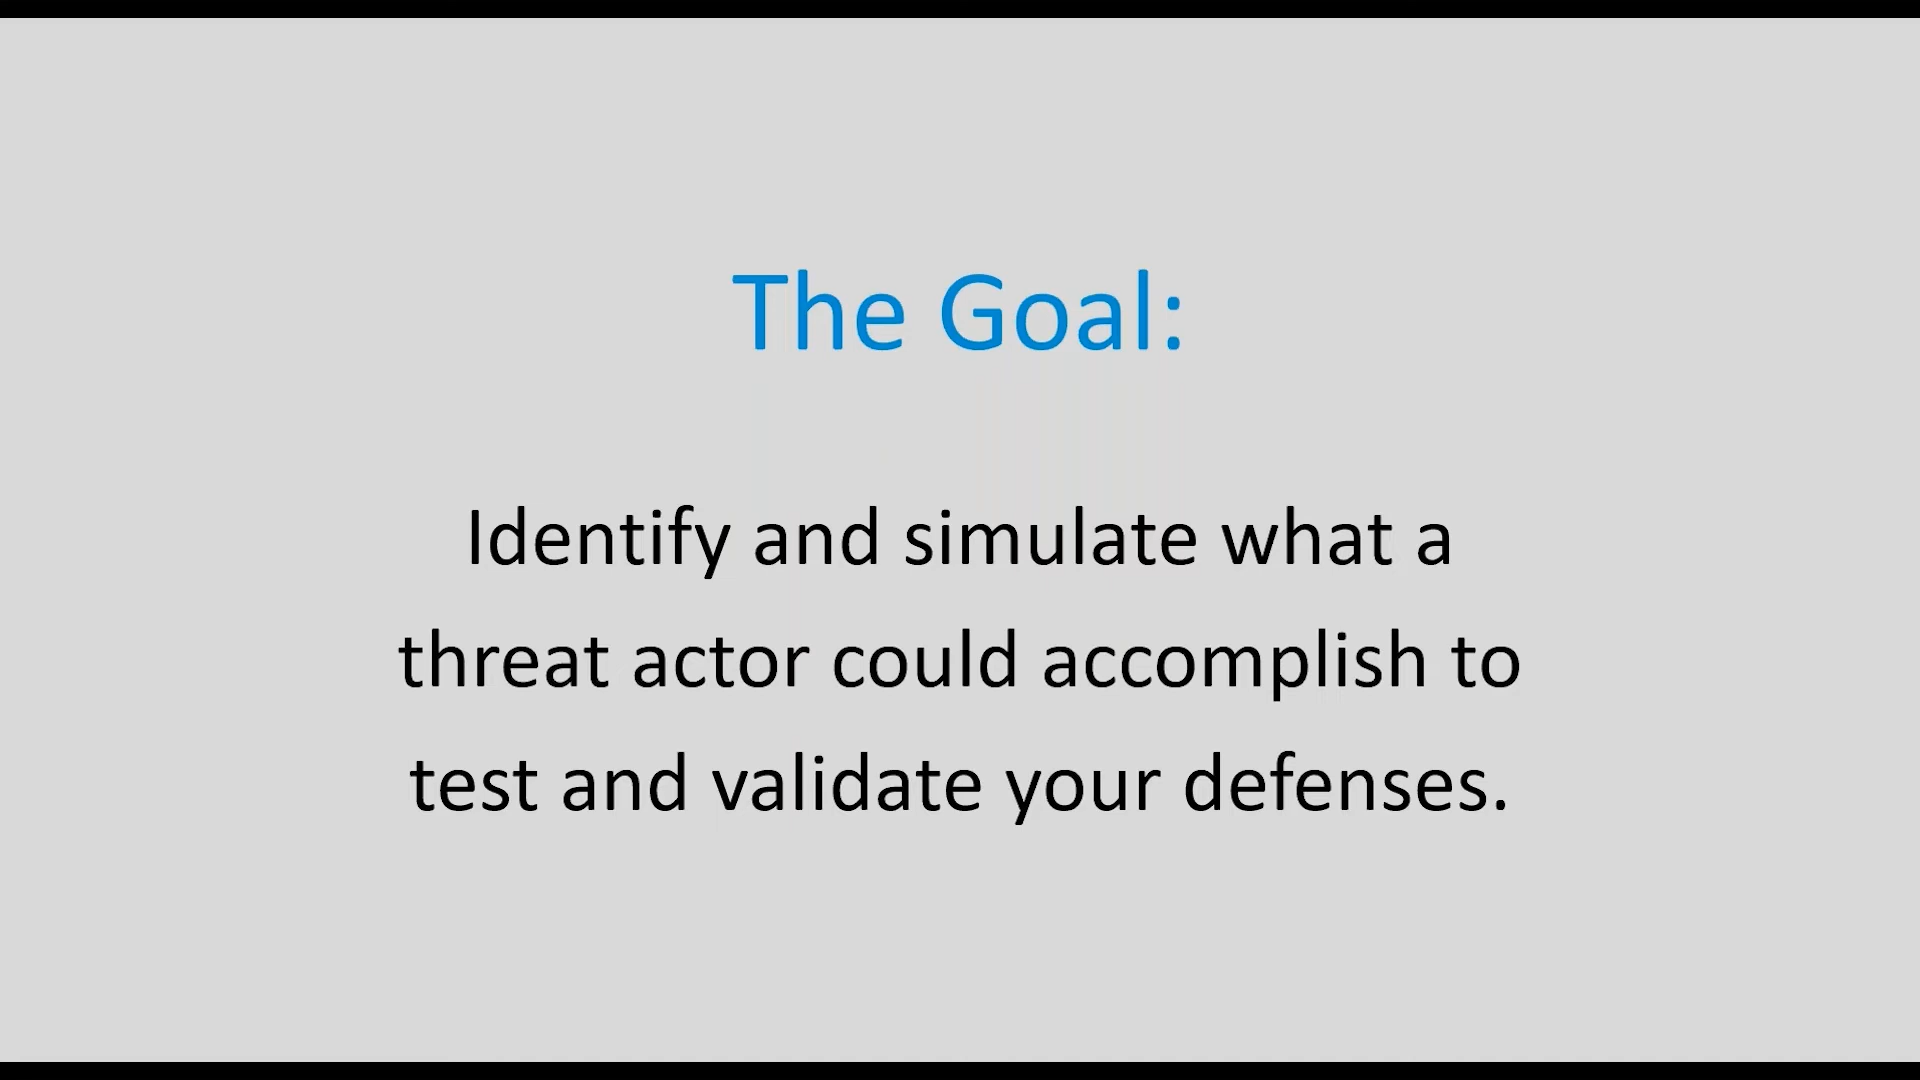 The Goal:
Identify and simulate what a
threat actor could accomplish to
test and validate your defenses.